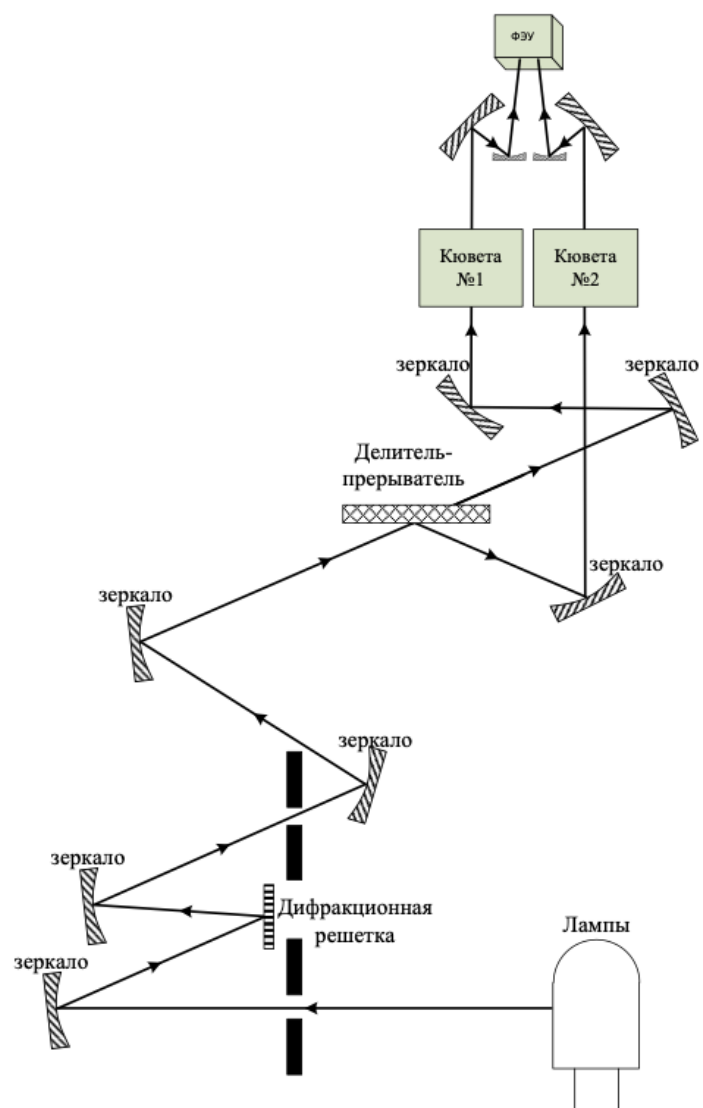 ФЭУ
Кювета
№1
Кювета
№2
зеркало
зеркало
Делитель-
прерыватель
зеркало
зеркало
зеркало
зеркало
Дифракционная
решетка
Лампы
зеркало